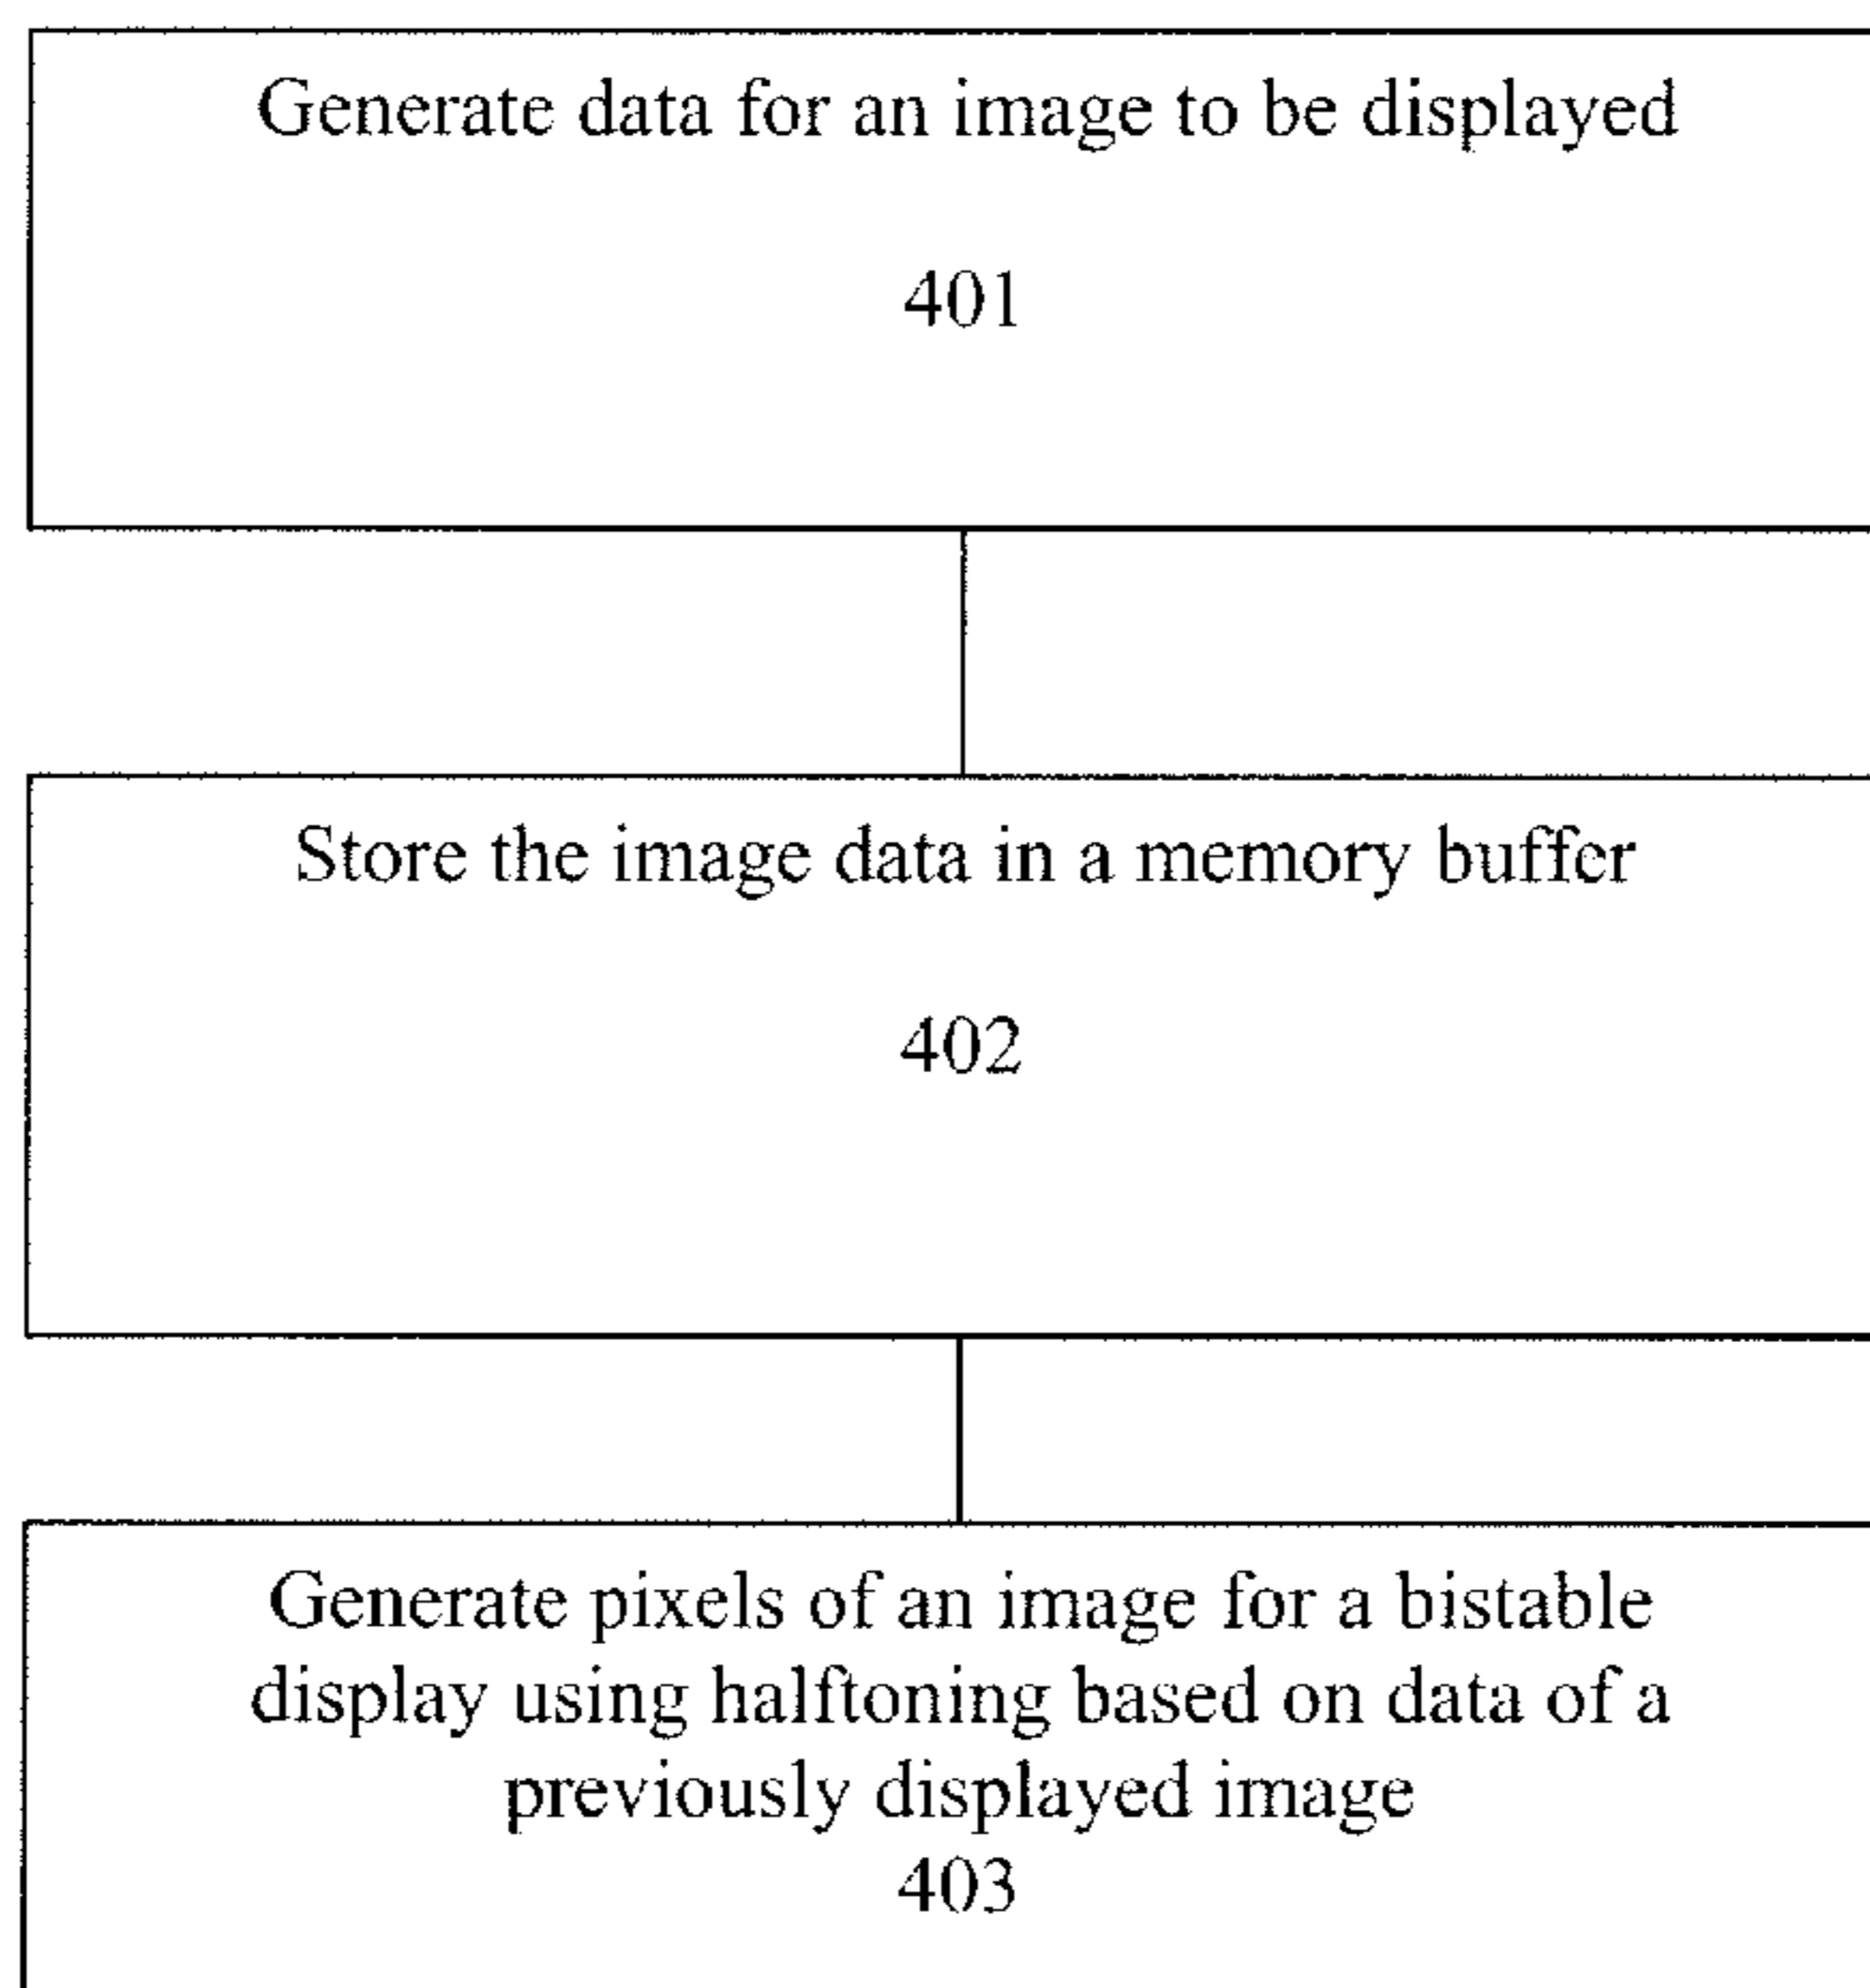 Generate data for an image to be displayed
401
Store the image data in a memory buffer
402
Generate pixels of an image for a bistable
display using halftoning based on data of a
previously displayed image
403